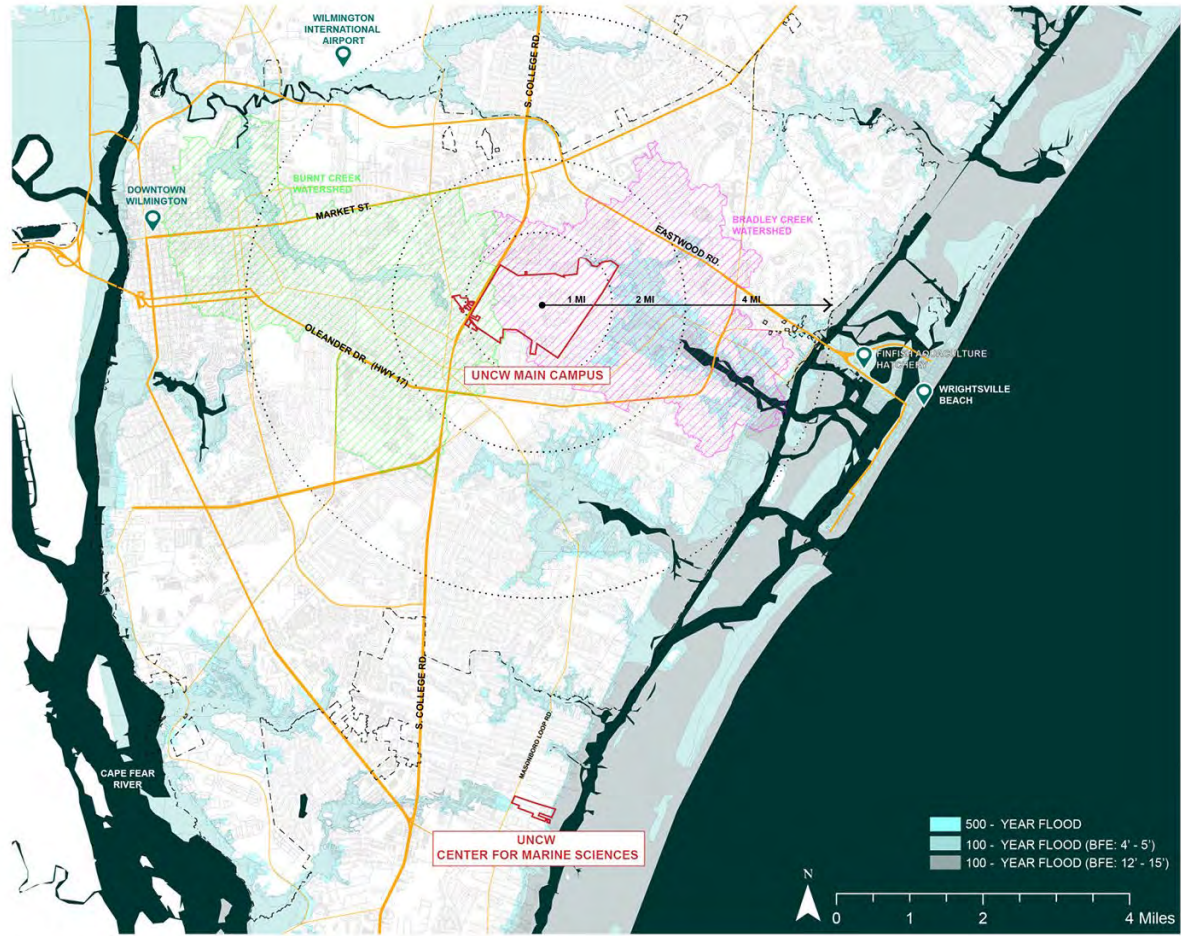 WILMINGTON
INTERNATIONAL
AIRPORT
S. COLLEGE RD.
BURNT CREEK
WATERSHED
DOWNTOWN
WILMINGTON
MARKET ST.
BRADLEY CREEK
WATERSHED
EASTWOOD RD.
1 MI
2 MI
4 MI
OLEANDER DR. (HWY 17)
UNCW MAIN CAMPUS
FINFISH AQUACULTURE
HATCHERY
WRIGHTSVILLE
BEACH
S. COLLEGE RD.
MASONBORO LOOP RD.
CAPE FEAR
RIVER
UNCW
CENTER FOR MARINE SCIENCES
500 - YEAR FLOOD
100 - YEAR FLOOD (BFE: 4' - 5')
100 - YEAR FLOOD (BFE: 12' - 15')
N
0 1 2 4 Miles